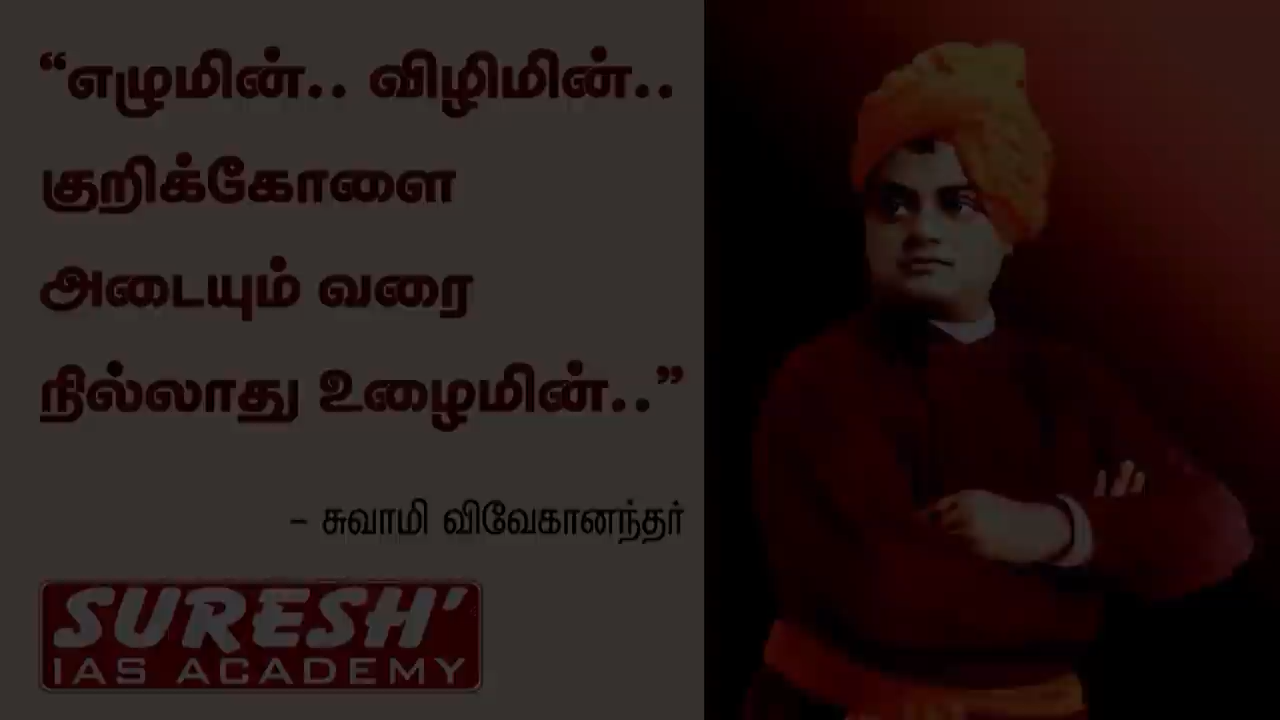 “எழுமின்.. விழிமின்..
குறிக்கோளை
அடையும் வரை
நில்லாது உழைமின்..”
– சுவாமி விவேகானந்தர்
SURESH'
IAS ACADEMY